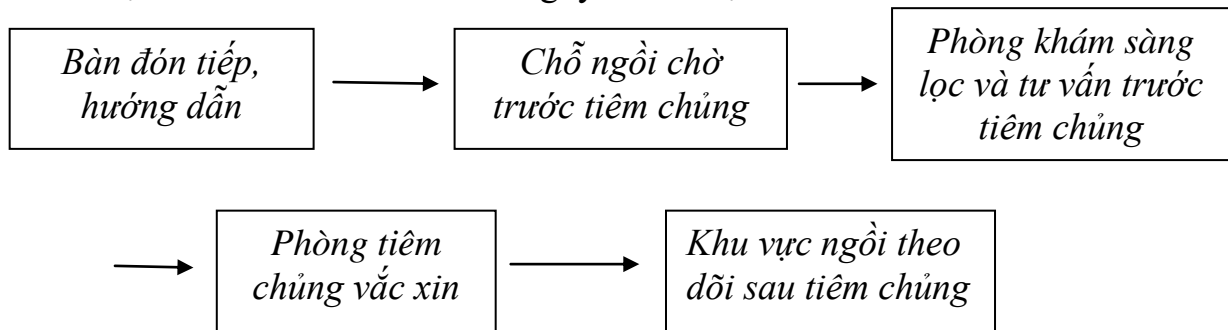 Bàn đón tiếp,
hướng dẫn
Chỗ ngồi chờ
trước tiêm chủng
Phòng khám sàng
lọc và tư vấn trước
tiêm chủng
Phòng tiêm
chủng vắc xin
Khu vực ngồi theo
dõi sau tiêm chủng